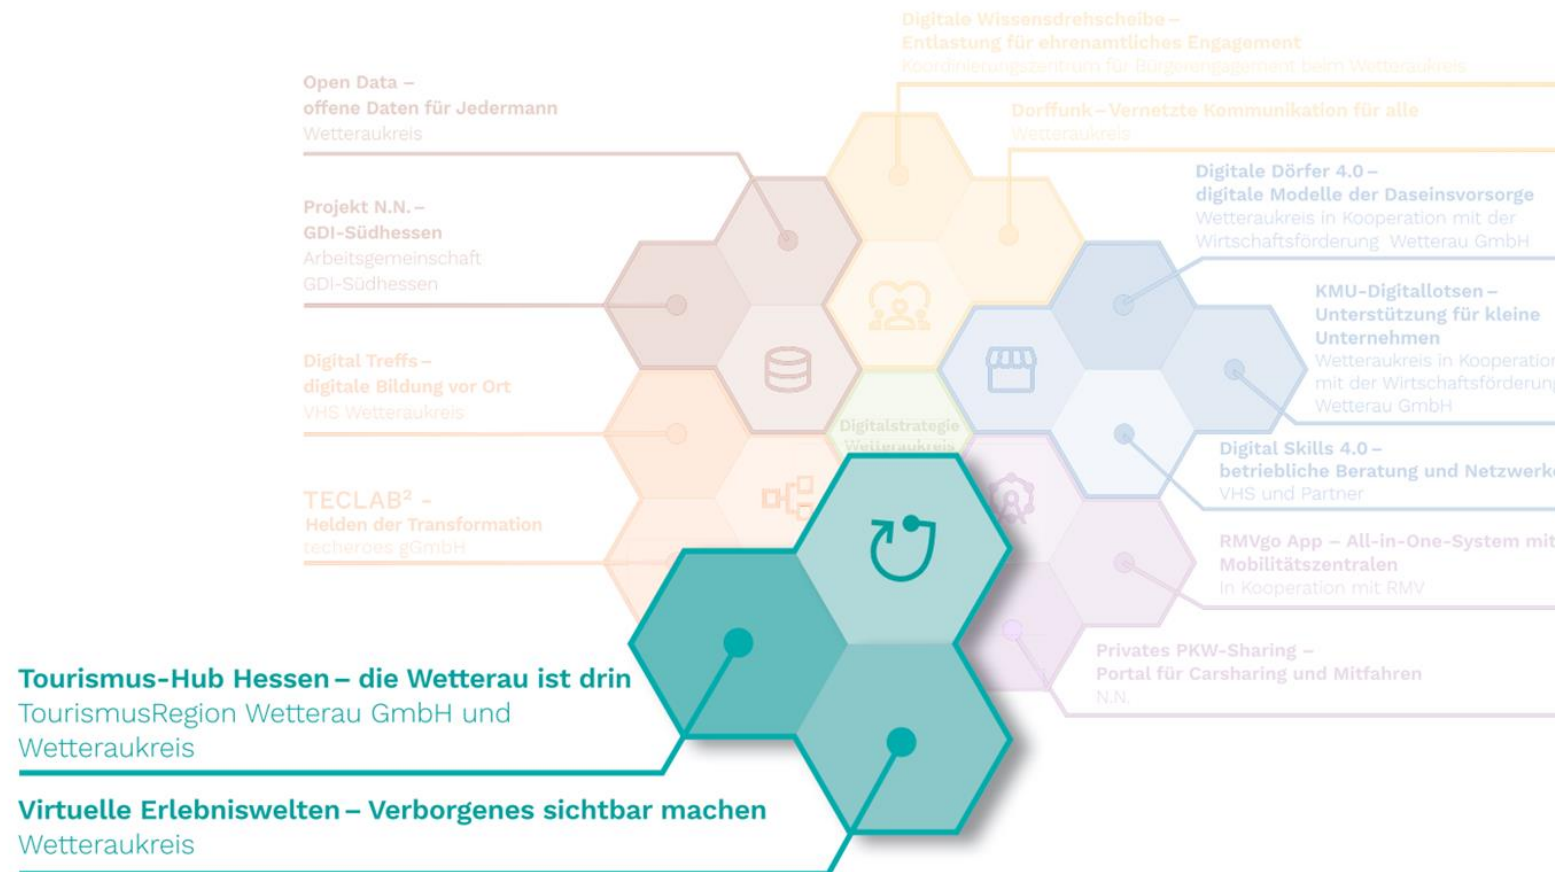 Digitale Wissensdrehscheibe –
Entlastung für ehrenamtliches Engagement
Koordinierungszentrum für Bürgerengagement beim Wetteraukreis
Open Data –
offene Daten für Jedermann
Wetteraukreis
Dorffunk – Vernetzte Kommunikation für alle
Wetteraukreis
Digitale Dörfer 4.0 –
digitale Modelle der Daseinsvorsorge
Wetteraukreis in Kooperation mit der
Wirtschaftsförderung Wetterau GmbH
Projekt N.N. –
GDI-Südhessen
Arbeitsgemeinschaft
GDI-Südhessen
KMU-Digitallotsen –
Unterstützung für kleine
Unternehmen
Wetteraukreis in Kooperation
mit der Wirtschaftsförderung
Wetterau GmbH
Digital Treffs –
digitale Bildung vor Ort
VHS Wetteraukreis
Digitalstrategie
Wetteraukreis
Digital Skills 4.0 –
betriebliche Beratung und Netzwerke
VHS und Partner
TECLAB² -
Helden der Transformation
techeroes gGmbH
RMVgo App – All-in-One-System mit
Mobilitätszentralen
In Kooperation mit RMV
Privates PKW-Sharing –
Portal für Carsharing und Mitfahren
N.N.
Tourismus-Hub Hessen – die Wetterau ist drin
TourismusRegion Wetterau GmbH und
Wetteraukreis
Virtuelle Erlebniswelten – Verborgenes sichtbar machen
Wetteraukreis